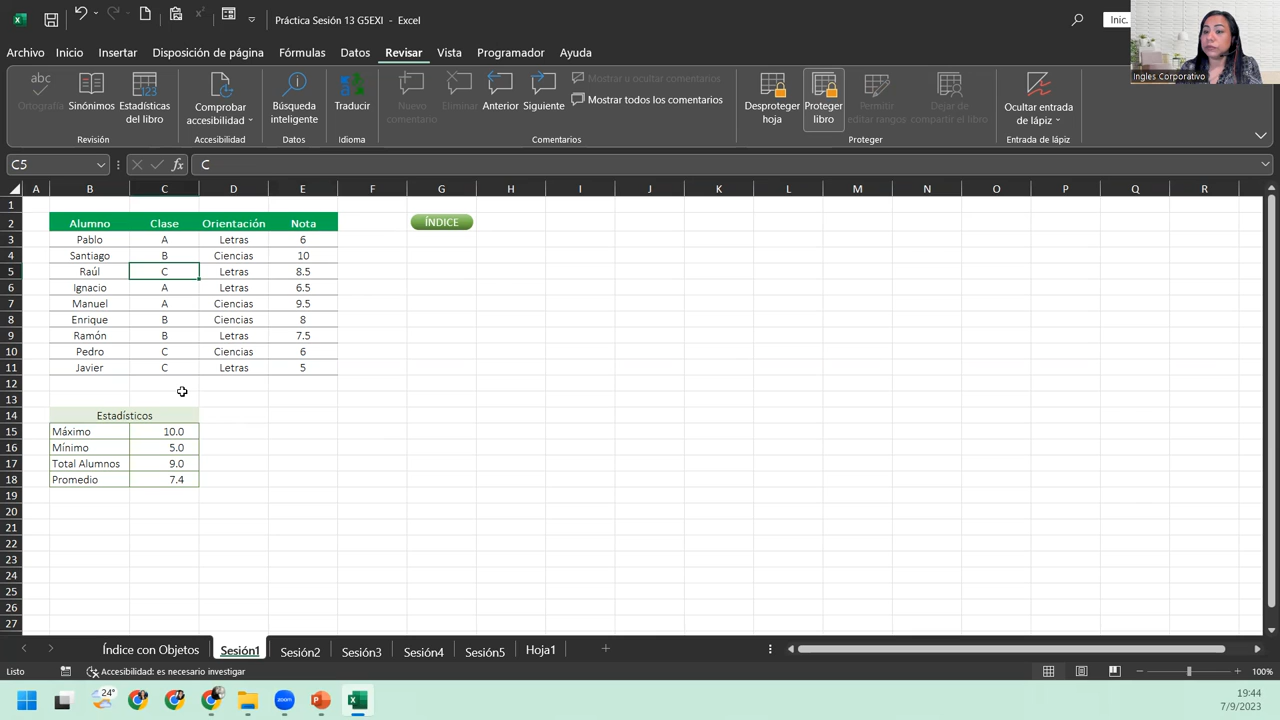 Práctica Sesión 13 G5EXI - Excel
Inic.
Archivo Inicio Insertar Disposición de página Fórmulas Datos Revisar Vista Programador Ayuda
Ingles Corporativo
abc
123
Ortografía
Sinónimos
Estadísticas del libro
Comprobar accesibilidad
Búsqueda inteligente
Traducir
Nuevo comentario
Eliminar
Anterior
Siguiente
Mostrar u ocultar comentarios
Mostrar todos los comentarios
Desproteger hoja
Proteger libro
Permitir editar rangos
Dejar de compartir el libro
Ocultar entrada de lápiz
Revisión Accesibilidad Datos Idioma Comentarios Proteger Entrada de lápiz
C5 fx C
A B C D E F G H I J K L M N O P Q R
1
2 Alumno Clase Orientación Nota ÍNDICE
3 Pablo A Letras 6
4 Santiago B Ciencias 10
5 Raúl C Letras 8.5
6 Ignacio A Letras 6.5
7 Manuel A Ciencias 9.5
8 Enrique B Ciencias 8
9 Ramón B Letras 7.5
10 Pedro C Ciencias 6
11 Javier C Letras 5
12
13
14 Estadísticos
15 Máximo 10.0
16 Mínimo 5.0
17 Total Alumnos 9.0
18 Promedio 7.4
19
20
21
22
23
24
25
26
27
Índice con Objetos Sesión1 Sesión2 Sesión3 Sesión4 Sesión5 Hoja1
Listo Accesibilidad: es necesario investigar 100%
24°
zoom
19:44
7/9/2023